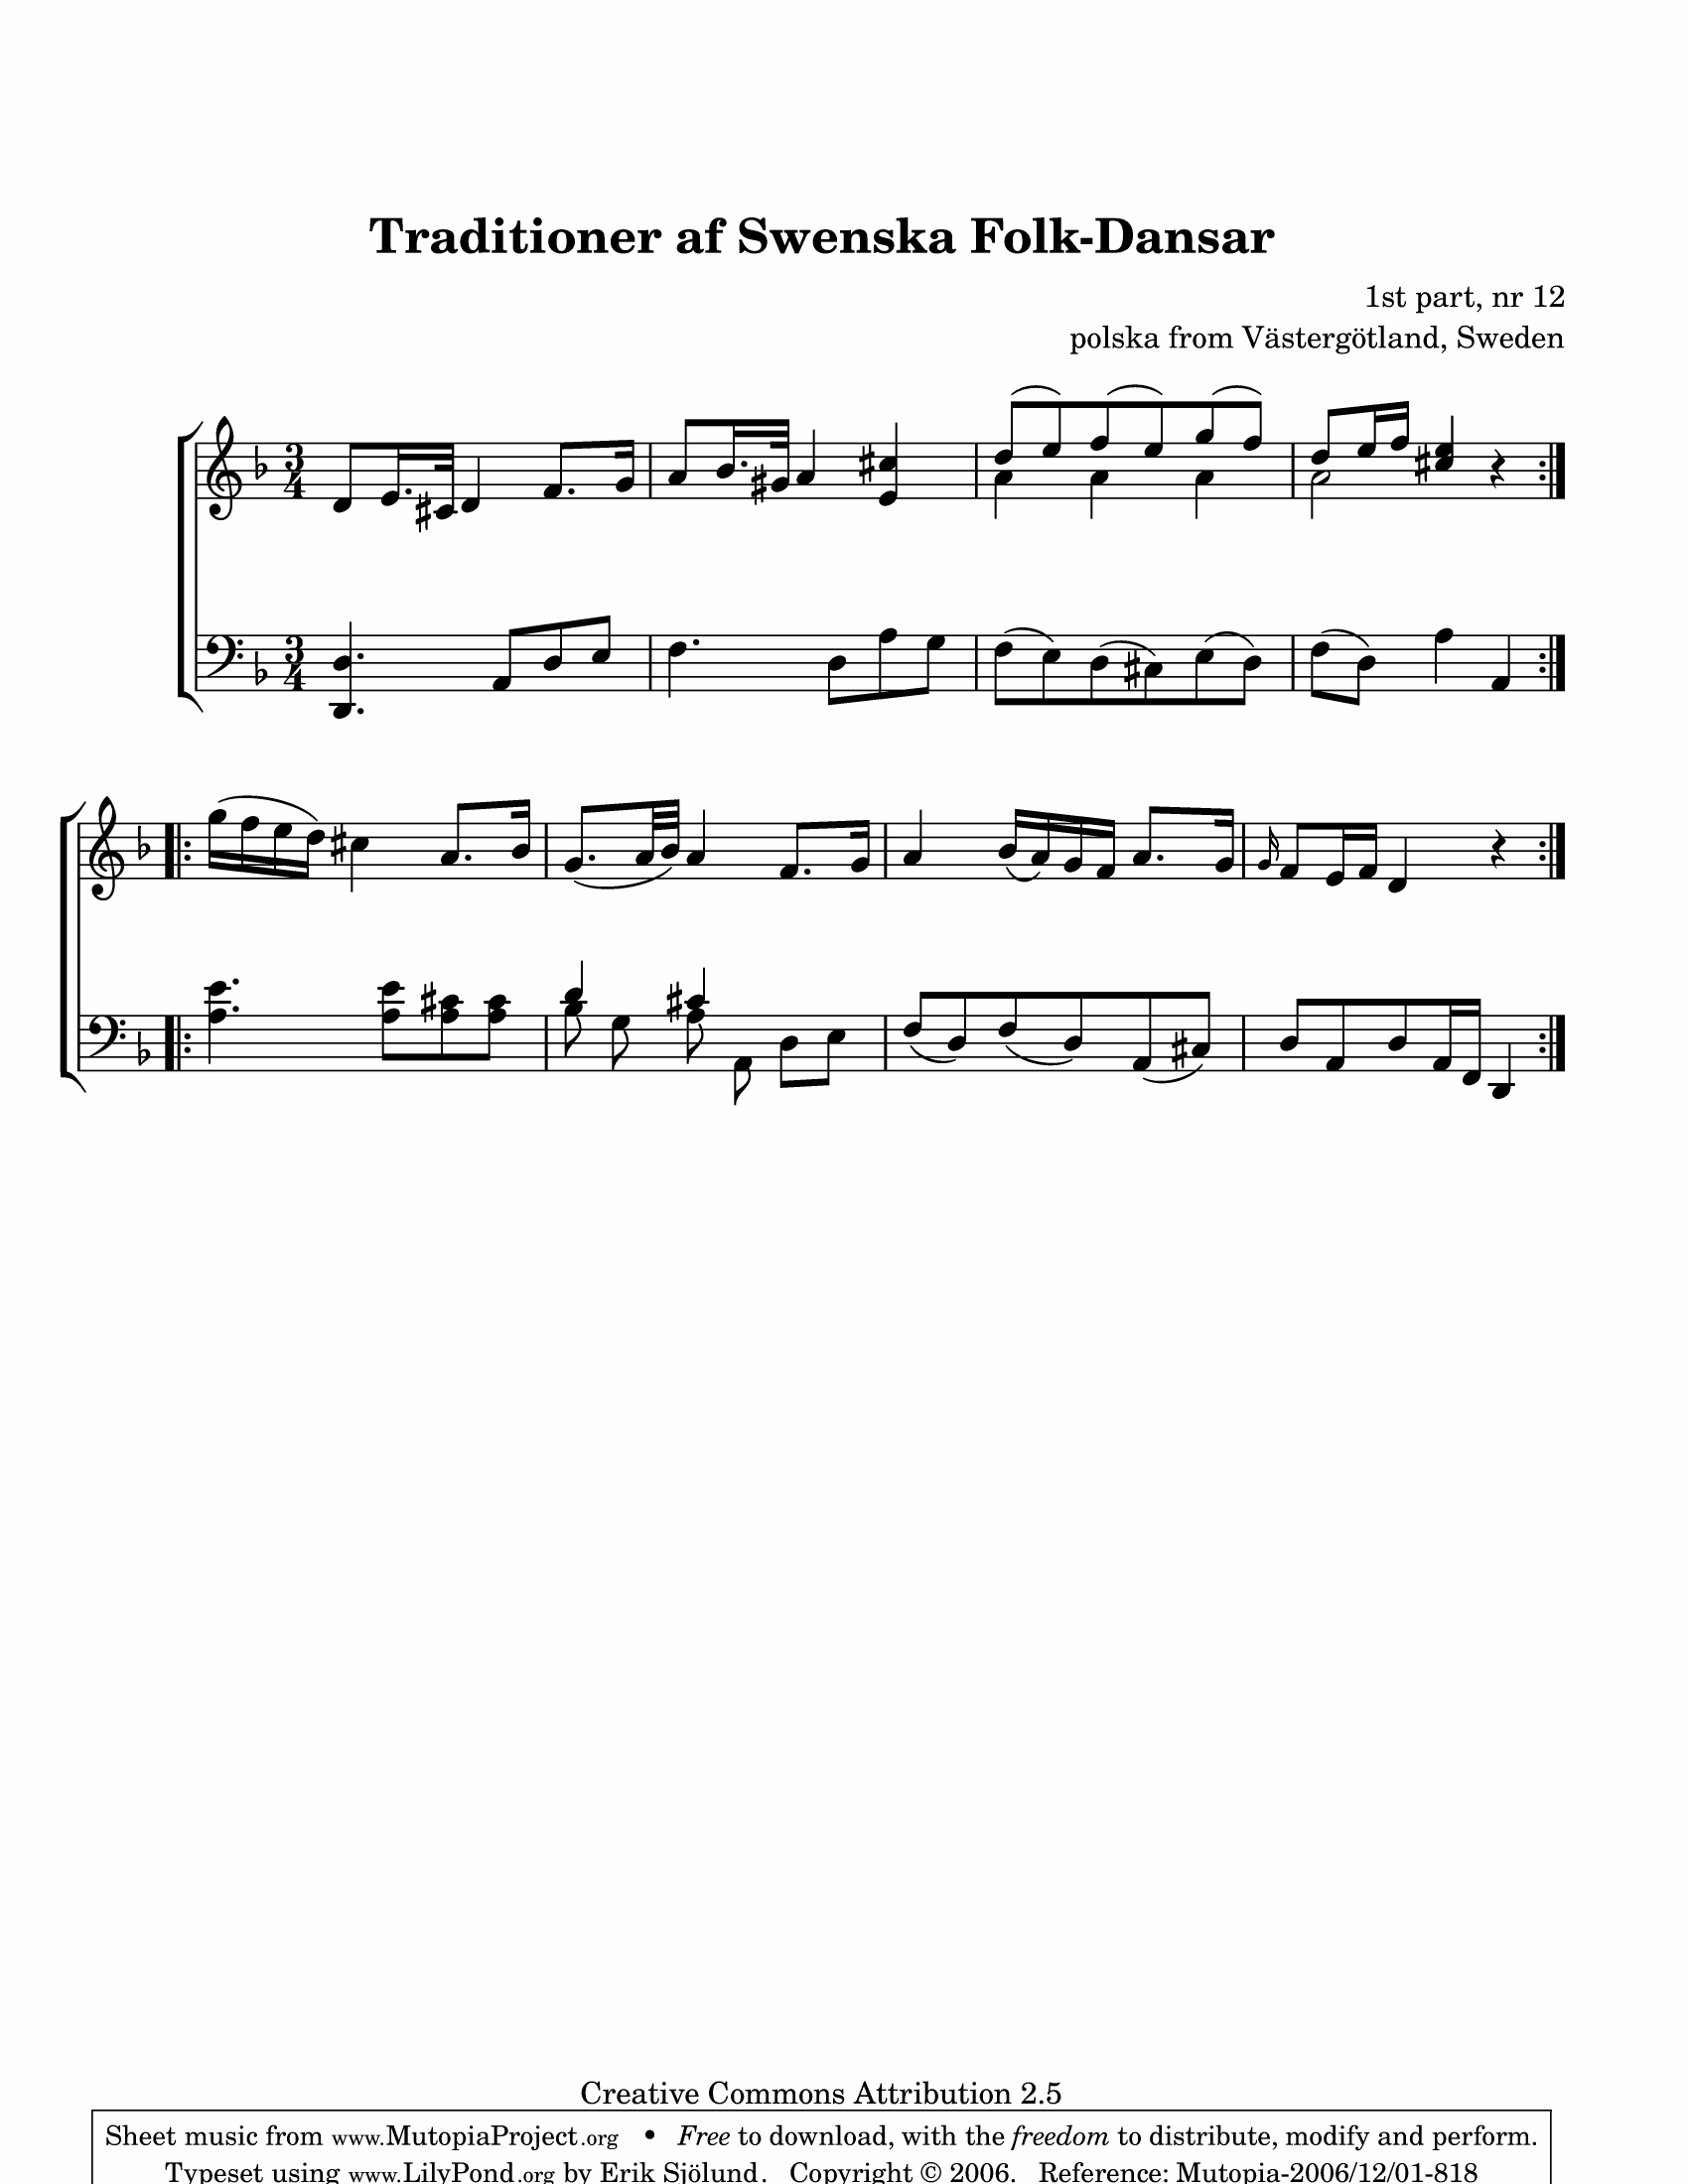 Traditioner af Swenska Folk-Dansar
1st part, nr 12
polska from Västergötland, Sweden
3
4
3
4
Creative Commons Attribution 2.5
Sheet music from www.MutopiaProject.org • Free to download, with the freedom to distribute, modify and perform.
Typeset using www.LilyPond.org by Erik Sjölund. Copyright © 2006. Reference: Mutopia-2006/12/01-818